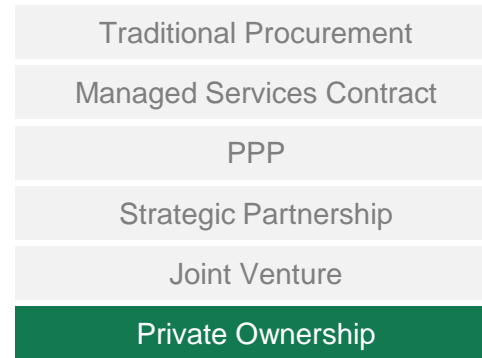 Traditional Procurement
Managed Services Contract
PPP
Strategic Partnership
Joint Venture
Private Ownership